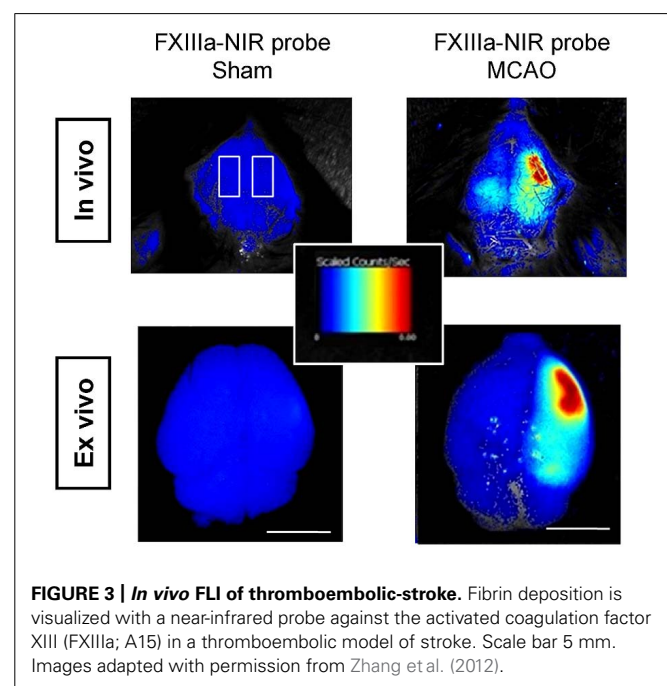 FXIIIa-NIR probe
Sham
FXIIIa-NIR probe
MCAO
In vivo
Scaled Counts/Sec
0
Ex vivo
FIGURE 3 | In vivo FLI of thromboembolic-stroke. Fibrin deposition is
visualized with a near-infrared probe against the activated coagulation factor
XIII (FXIIIa; A15) in a thromboembolic model of stroke. Scale bar 5 mm.
Images adapted with permission from Zhang et al. (2012).